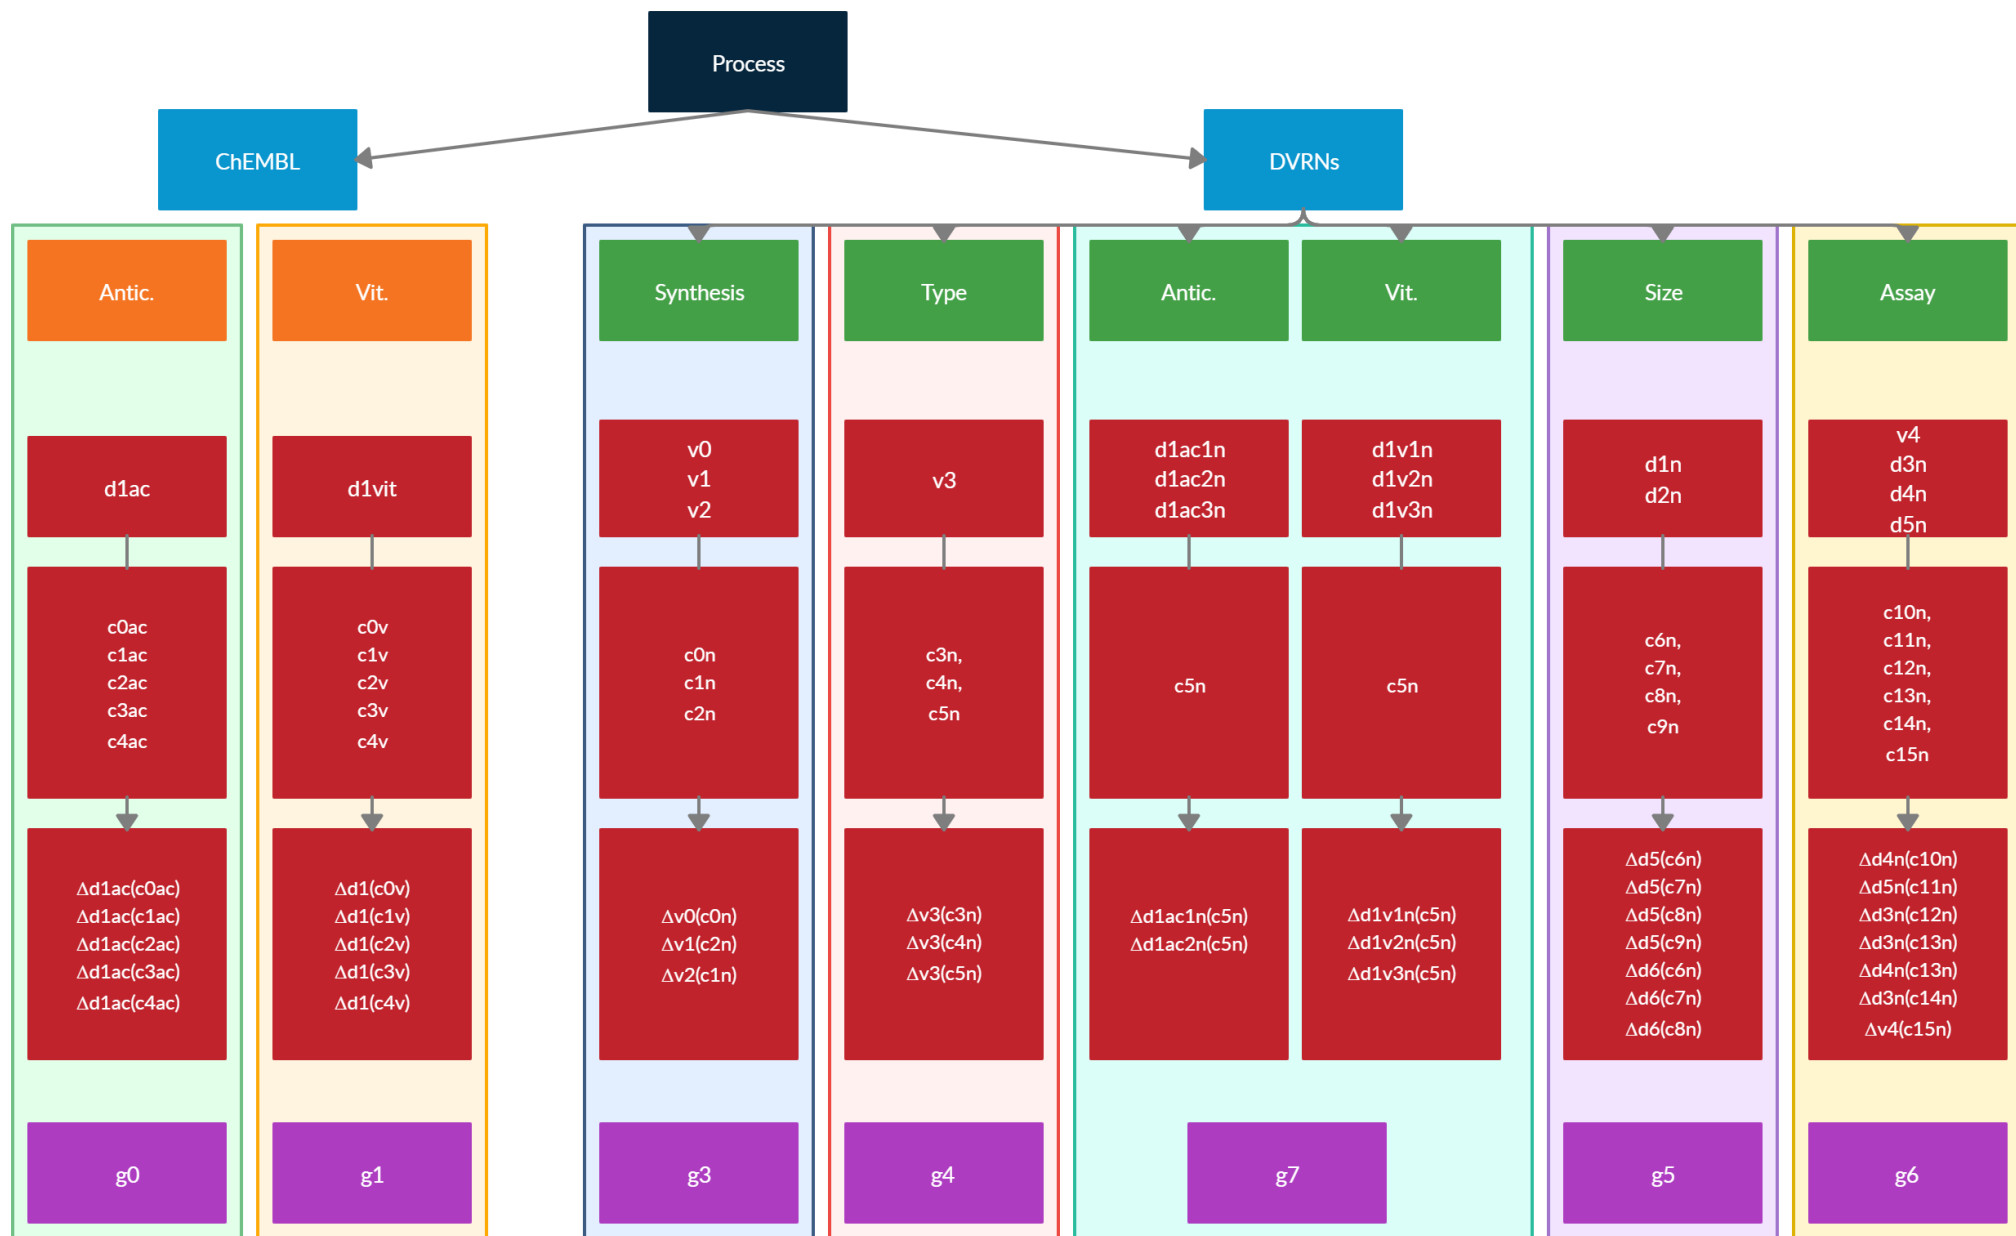 Process
ChEMBL
DVRNs
Antic.
Vit.
Synthesis
Type
Antic.
Vit.
Size
Assay
d1ac
d1vit
v0
v1
v2
v3
d1ac1n
d1ac2n
d1ac3n
d1v1n
d1v2n
d1v3n
d1n
d2n
v4
d3n
d4n
d5n
c0ac
c1ac
c2ac
c3ac
c4ac
c0v
c1v
c2v
c3v
c4v
c0n
c1n
c2n
c3n,
c4n,
c5n
c5n
c5n
c6n,
c7n,
c8n,
c9n
c10n,
c11n,
c12n,
c13n,
c14n,
c15n
Δd1ac(c0ac)
Δd1ac(c1ac)
Δd1ac(c2ac)
Δd1ac(c3ac)
Δd1ac(c4ac)
Δd1(c0v)
Δd1(c1v)
Δd1(c2v)
Δd1(c3v)
Δd1(c4v)
Δv0(c0n)
Δv1(c2n)
Δv2(c1n)
Δv3(c3n)
Δv3(c4n)
Δv3(c5n)
Δd1ac1n(c5n)
Δd1ac2n(c5n)
Δd1v1n(c5n)
Δd1v2n(c5n)
Δd1v3n(c5n)
Δd5(c6n)
Δd5(c7n)
Δd5(c8n)
Δd5(c9n)
Δd6(c6n)
Δd6(c7n)
Δd6(c8n)
Δd4n(c10n)
Δd5n(c11n)
Δd3n(c12n)
Δd3n(c13n)
Δd4n(c13n)
Δd3n(c14n)
Δv4(c15n)
g0
g1
g3
g4
g7
g5
g6